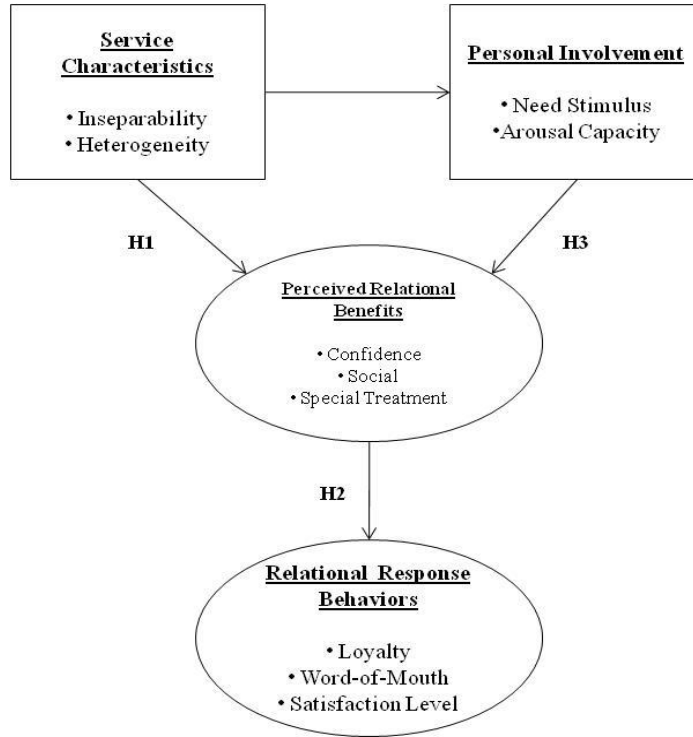 Service
Characteristics
• Inseparability
• Heterogeneity
Personal Involvement
• Need Stimulus
• Arousal Capacity
H1
H3
Perceived Relational
Benefits
• Confidence
• Social
• Special Treatment
H2
Relational Response
Behaviors
• Loyalty
• Word-of-Mouth
• Satisfaction Level